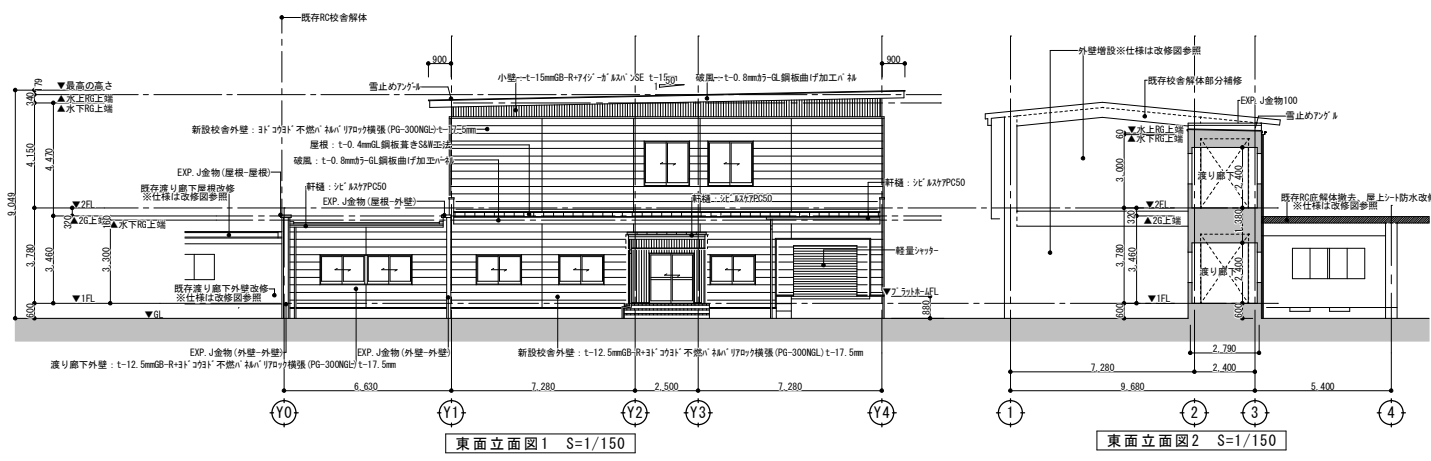 既存RC校舎解体
900
900
小壁:t-15mmGB-R+アイジーガルスパンSE t-15
破風:t-0.8mmカラーGL鋼板曲げ加工パネル
雪止めアングル
外壁増設※仕様は改修図参照
既存校舎解体部分補修
EXP.J金物100
雪止めアングル
79
▼最高の高さ
340
▲水上RG上端
▲水下RG上端
新設校舎外壁:ヨドコウヨド不燃パネルバリアロック横張(PG-300NGL)
屋根:t-0.4mmGL鋼板葺きS&W工法
破風:t-0.8mmカラーGL鋼板曲げ加工パネル
60
▼水上RG上端
▲水下RG上端
4,150
4,470
9,049
EXP.J金物(屋根-屋根)
既存渡り廊下屋根改修
※仕様は改修図参照
軒樋:シビルスケアPC50
EXP.J金物(屋根-外壁)
軒樋:シビルスケアPC50
軒樋:シビルスケアPC50
3,000
渡り廊下
2,400
既存RC庇解体撤去、屋上シート防水改修
※仕様は改修図参照
▼2FL
▲2G上端
320
160
▲水下RG上端
▼2FL
320
▲2G上端
1,380
3,780
3,460
3,300
軽量シャッター
3,780
3,460
渡り廊下
2,400
既存渡り廊下外壁改修
※仕様は改修図参照
▼プラットホームFL
▼1FL
▼1FL
600
▼GL
880
600
600
EXP.J金物(外壁-外壁)
EXP.J金物(外壁-外壁)
新設校舎外壁:t-12.5mmGB-R+ヨドコウヨド不燃パネルバリアロック横張(PG-300NGL)t-17.5mm
渡り廊下外壁:t-12.5mmGB-R+ヨドコウヨド不燃パネルバリアロック横張(PG-300NGL)t-17.5mm
2,790
6,630
7,280
2,500
7,280
7,280
2,400
9,680
5,400
Y0
Y1
Y2
Y3
Y4
1
2
3
4
東面立面図1 S=1/150
東面立面図2 S=1/150